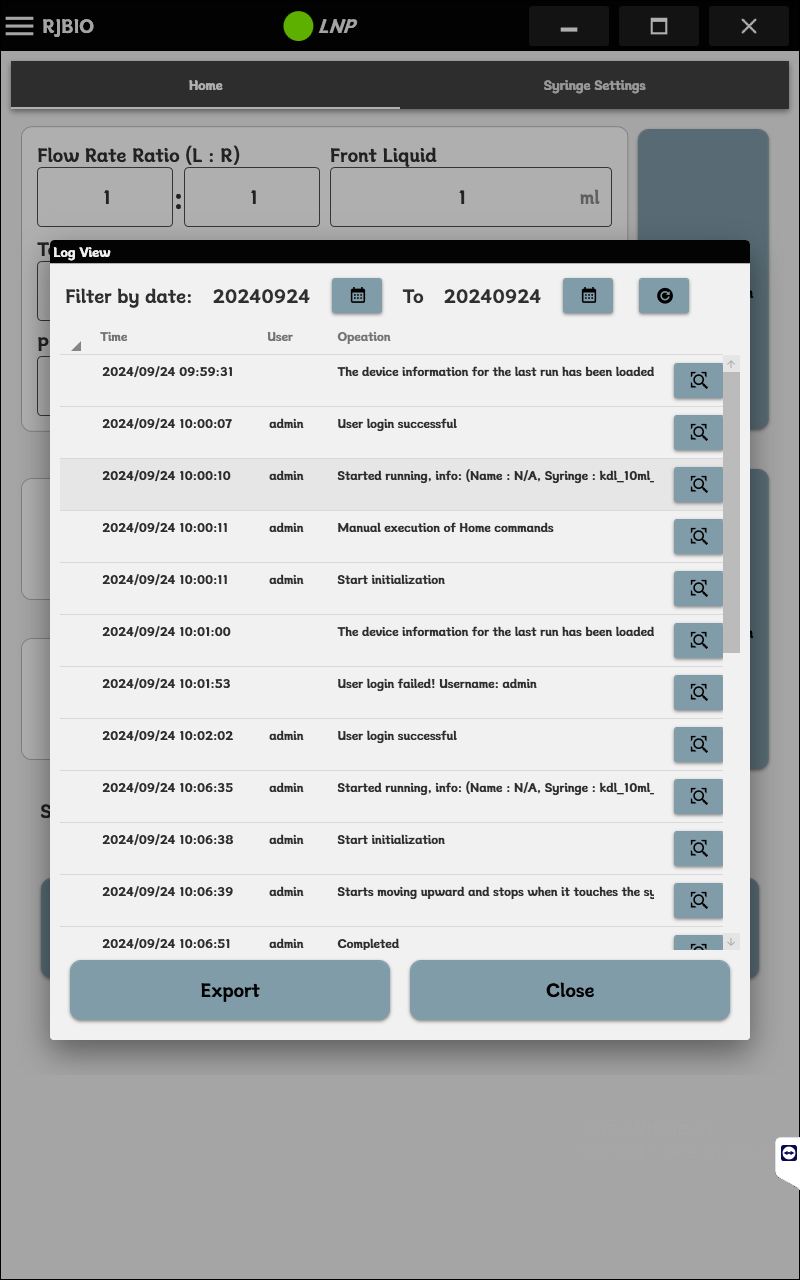 RJBIO
LNP
Home
Syringe Settings
Flow Rate Ratio (L : R)
Front Liquid
1 : 1
1 ml
Log View
Filter by date: 20240924 To 20240924
Time User Opeation
2024/09/24 09:59:31 The device information for the last run has been loaded
2024/09/24 10:00:07 admin User login successful
2024/09/24 10:00:10 admin Started running, info: (Name : N/A, Syringe : kdl_10ml_
2024/09/24 10:00:11 admin Manual execution of Home commands
2024/09/24 10:00:11 admin Start initialization
2024/09/24 10:01:00 The device information for the last run has been loaded
2024/09/24 10:01:53 User login failed! Username: admin
2024/09/24 10:02:02 admin User login successful
2024/09/24 10:06:35 admin Started running, info: (Name : N/A, Syringe : kdl_10ml_
2024/09/24 10:06:38 admin Start initialization
2024/09/24 10:06:39 admin Starts moving upward and stops when it touches the sy
2024/09/24 10:06:51 admin Completed
Export
Close